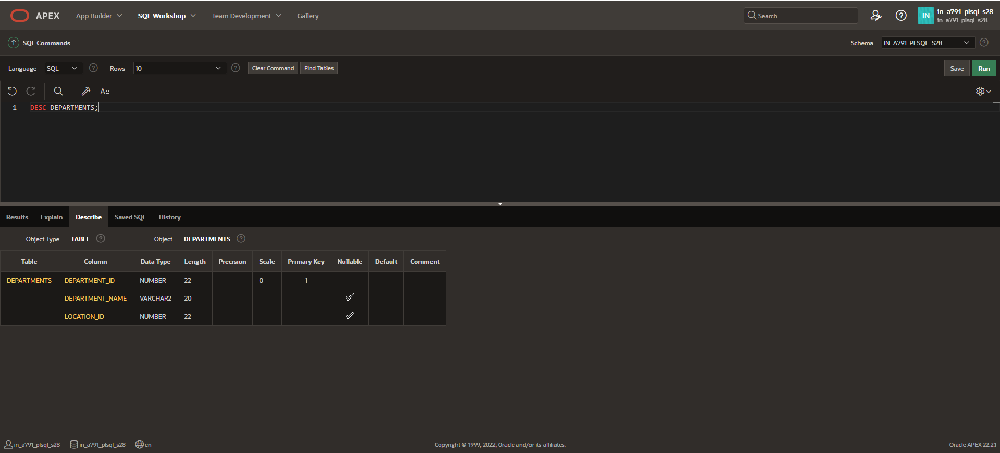 APEX App Builder SQL Workshop Team Development Gallery Search IN in_a791_plsql_s28
in_a791_plsql_s28
SQL Commands Schema IN_A791_PLSQL_S28
Language SQL Rows 10 Clear Command Find Tables Save Run
A::
1 DESC DEPARTMENTS;
Results Explain Describe Saved SQL History
Object Type TABLE ? Object DEPARTMENTS ?
Table Column Data Type Length Precision Scale Primary Key Nullable Default Comment
DEPARTMENTS DEPARTMENT_ID NUMBER 22 - 0 1 - - -
DEPARTMENT_NAME VARCHAR2 20 - - - - -
LOCATION_ID NUMBER 22 - - - - -
in_a791_plsql_s28 in_a791_plsql_s28 en Copyright © 1999, 2022, Oracle and/or its affiliates. Oracle APEX 22.2.1